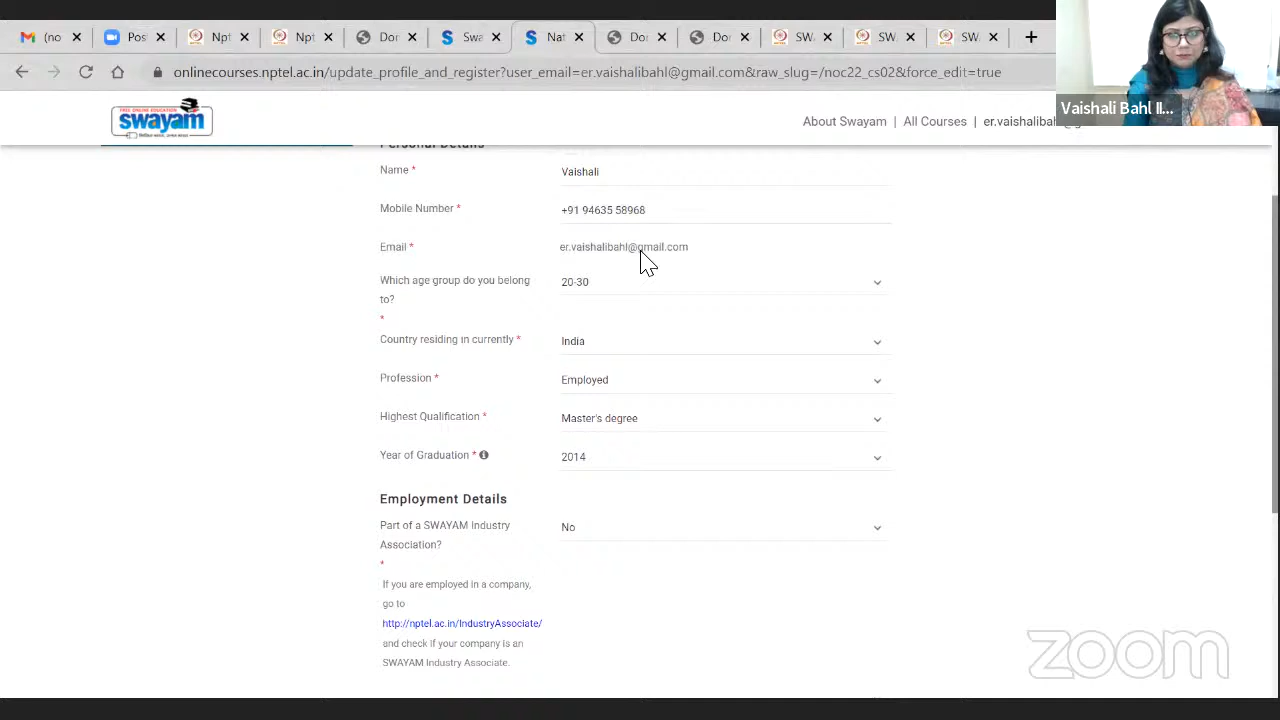 (no
Pos
Npt
Npt
Dor
Swa
Nat
Dor
Dor
SW
SW
SW
onlinecourses.nptel.ac.in/update_profile_and_register?user_email=er.vaishalibahl@gmail.com&raw_slug=/noc22_cs02&force_edit=true
Vaishali Bahl II...
FREE ONLINE EDUCATION
swayam
About Swayam | All Courses | er.vaishalibahl@g
Personal Details
Name * Vaishali
Mobile Number * +91 94635 58968
Email * er.vaishalibahl@gmail.com
Which age group do you belong
to?
*
20-30
Country residing in currently * India
Profession * Employed
Highest Qualification * Master's degree
Year of Graduation * 2014
Employment Details
Part of a SWAYAM Industry
Association?
*
No
If you are employed in a company,
go to
http://nptel.ac.in/IndustryAssociate/
and check if your company is an
SWAYAM Industry Associate.
zoom